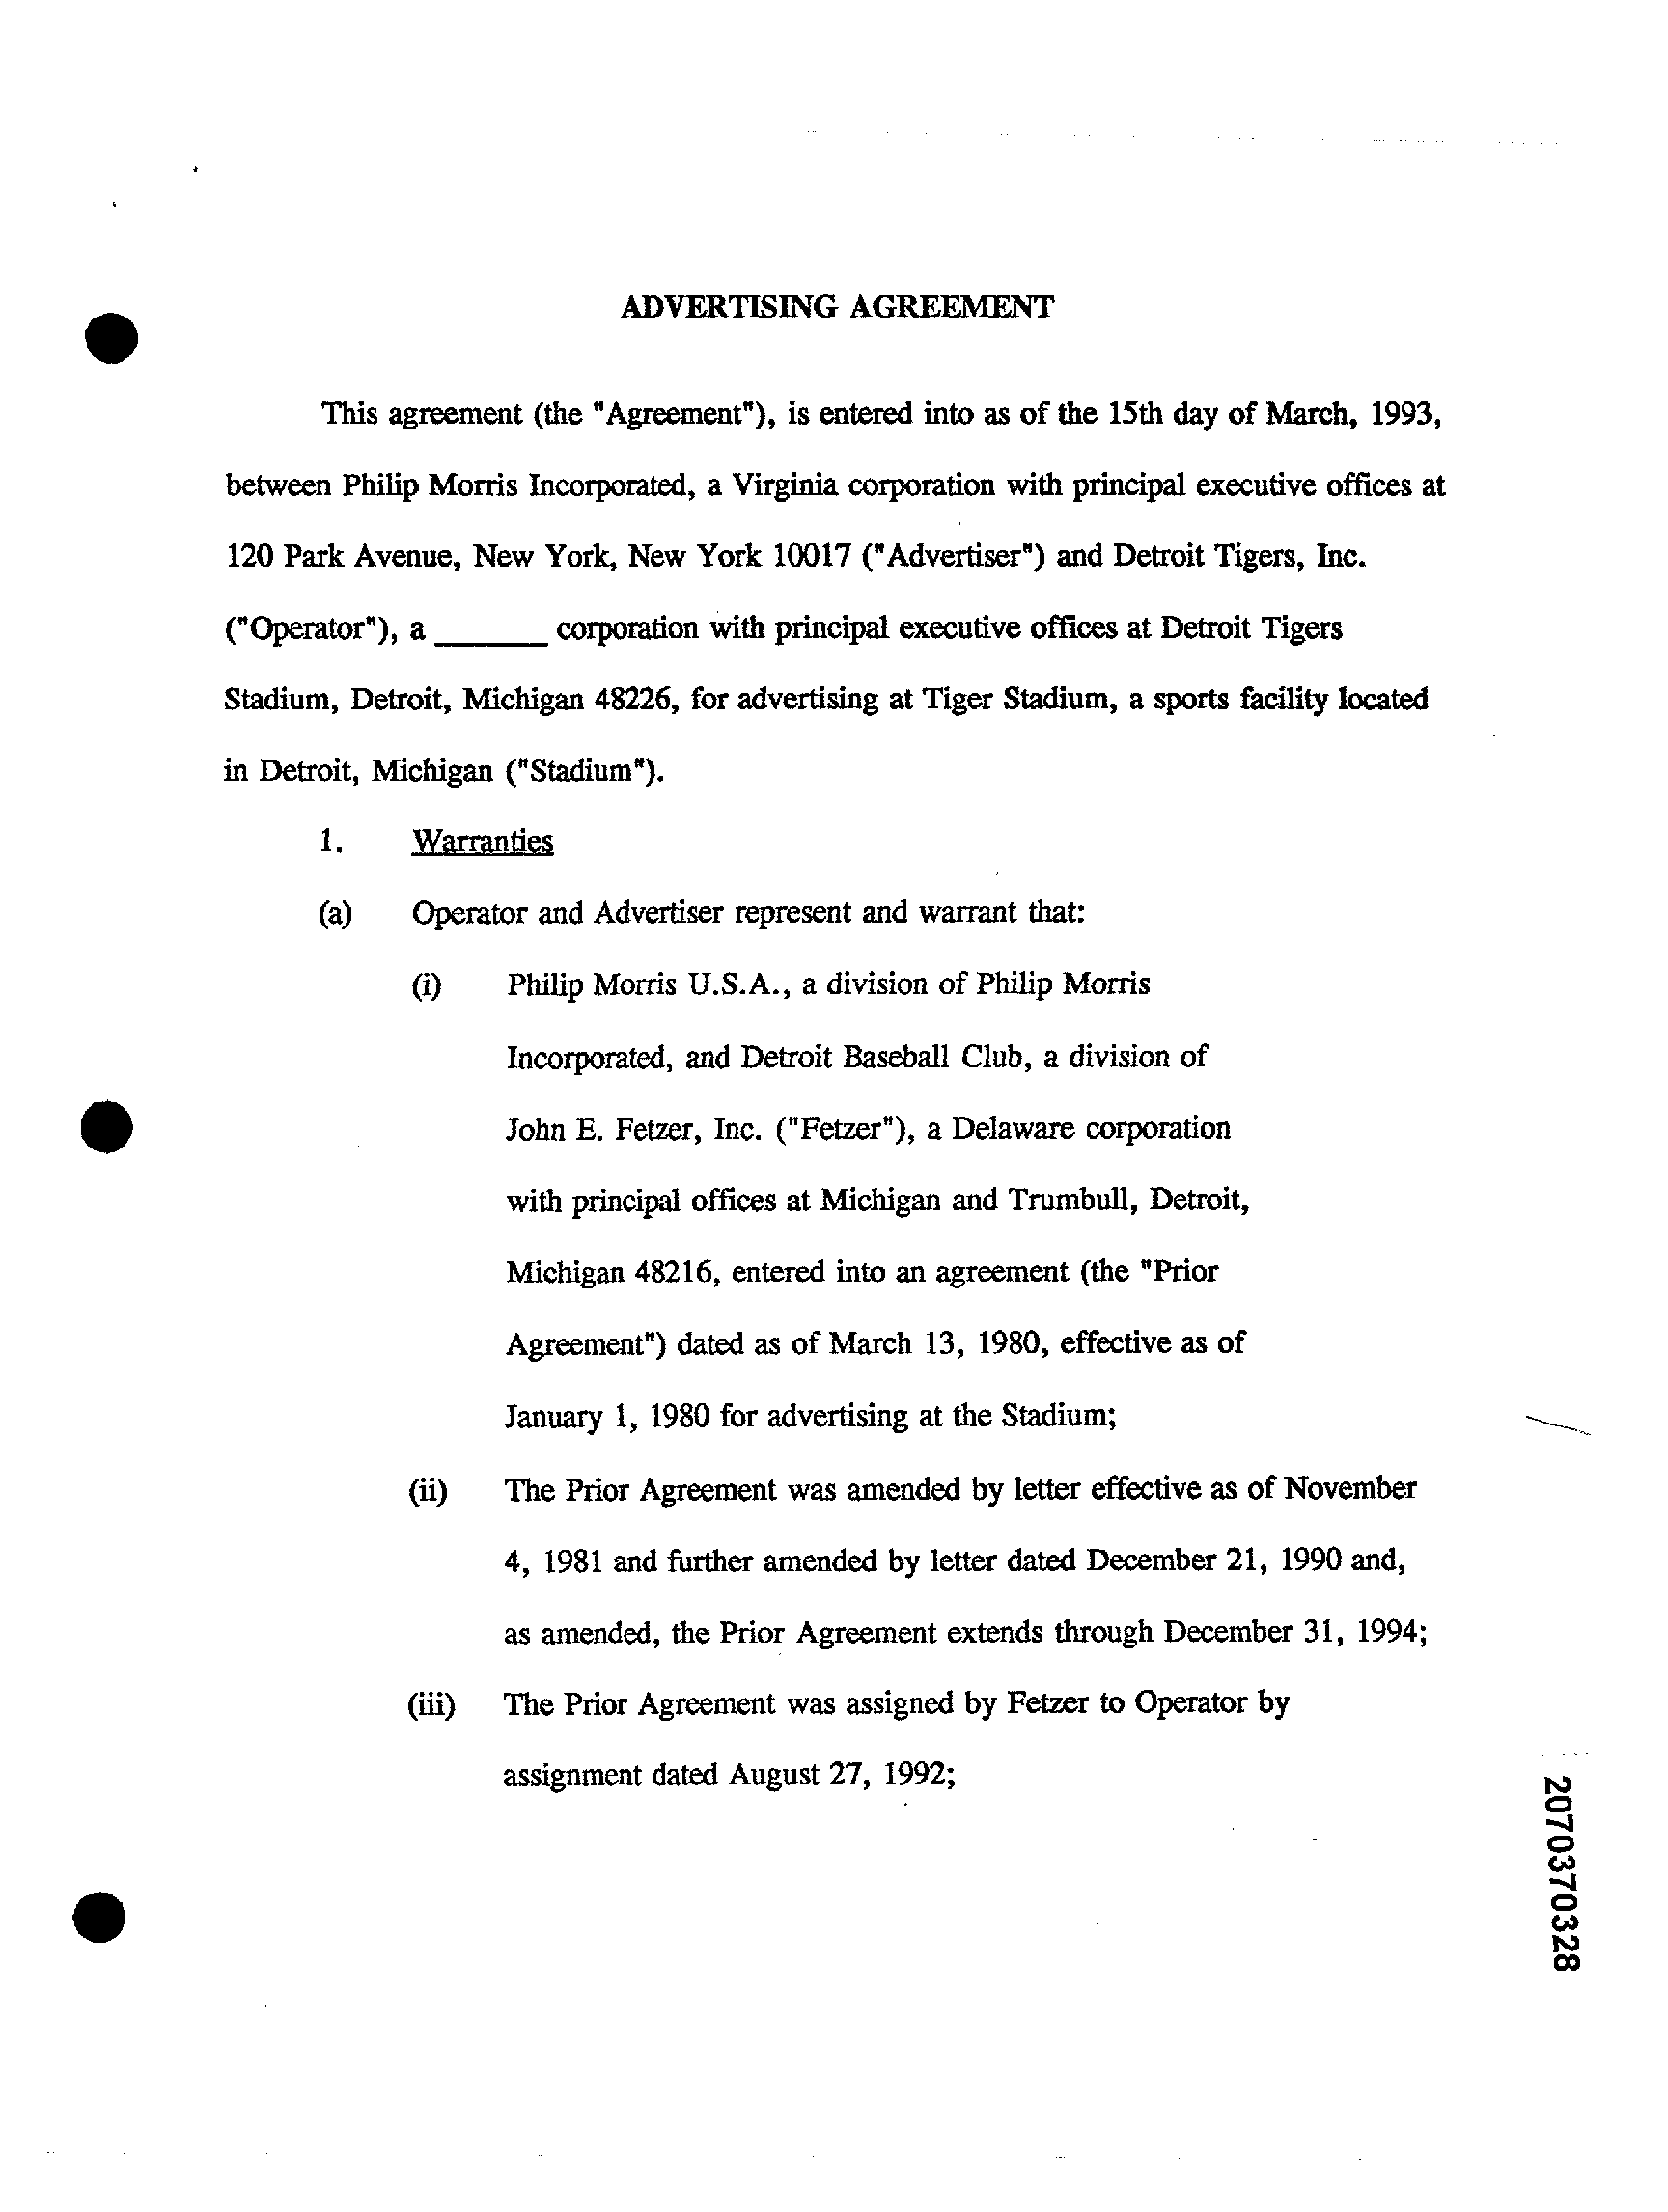 ADVERTISING AGREEMENT
This agreement (the "Agreement"), is entered into as of the 15th day of March, 1993,
between Philip Morris Incorporated, a Virginia corporation with principal executive offices at
120 Park Avenue, New York, New York 10017 ("Advertiser") and Detroit Tigers, Inc.
("Operator"), a _______ corporation with principal executive offices at Detroit Tigers
Stadium, Detroit, Michigan 48226, for advertising at Tiger Stadium, a sports facility located
in Detroit, Michigan ("Stadium").
1. Warranties
(a) Operator and Advertiser represent and warrant that:
(i) Philip Morris U.S.A., a division of Philip Morris
Incorporated, and Detroit Baseball Club, a division of
John E. Fetzer, Inc. ("Fetzer"), a Delaware corporation
with principal offices at Michigan and Trumbull, Detroit,
Michigan 48216, entered into an agreement (the "Prior
Agreement") dated as of March 13, 1980, effective as of
January 1, 1980 for advertising at the Stadium;
(ii) The Prior Agreement was amended by letter effective as of November
4, 1981 and further amended by letter dated December 21, 1990 and,
as amended, the Prior Agreement extends through December 31, 1994;
(iii) The Prior Agreement was assigned by Fetzer to Operator by
assignment dated August 27, 1992;
2070370328